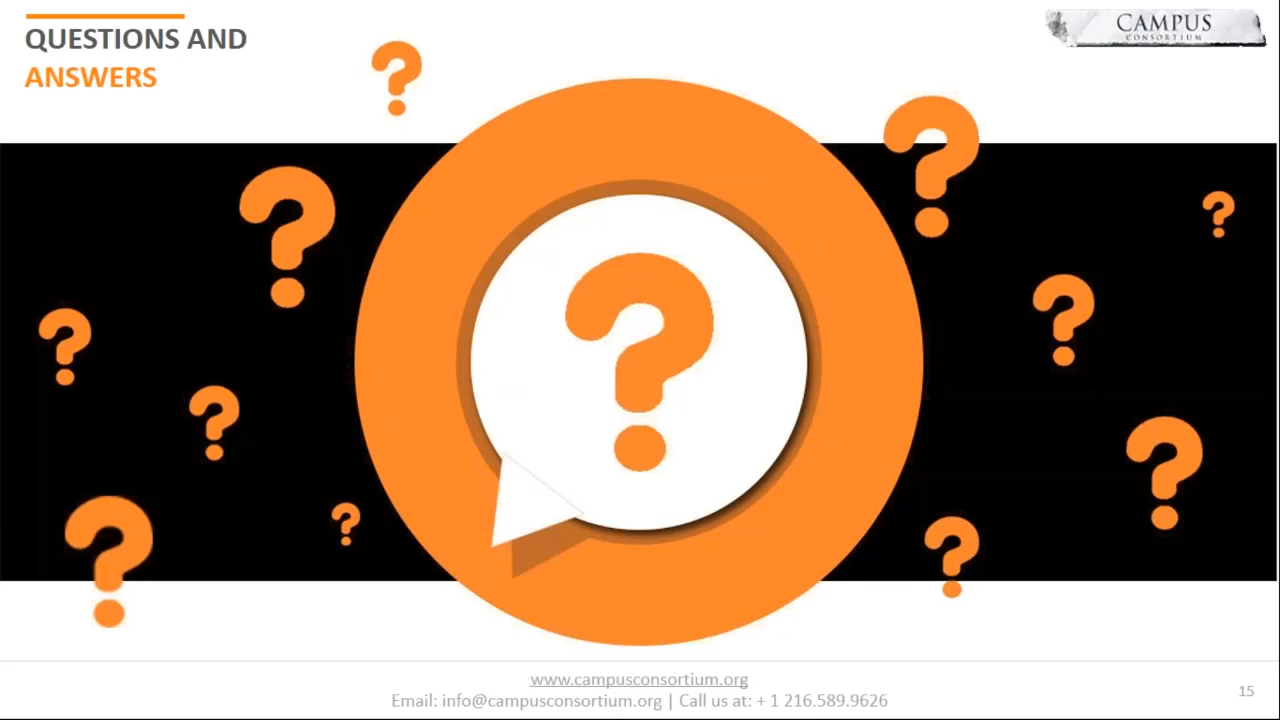 QUESTIONS AND
ANSWERS
CAMPUS
CONSORTIUM
?
?
?
?
?
?
?
?
?
?
?
?
www.campusconsortium.org
Email: info@campusconsortium.org | Call us at: + 1 216.589.9626
15